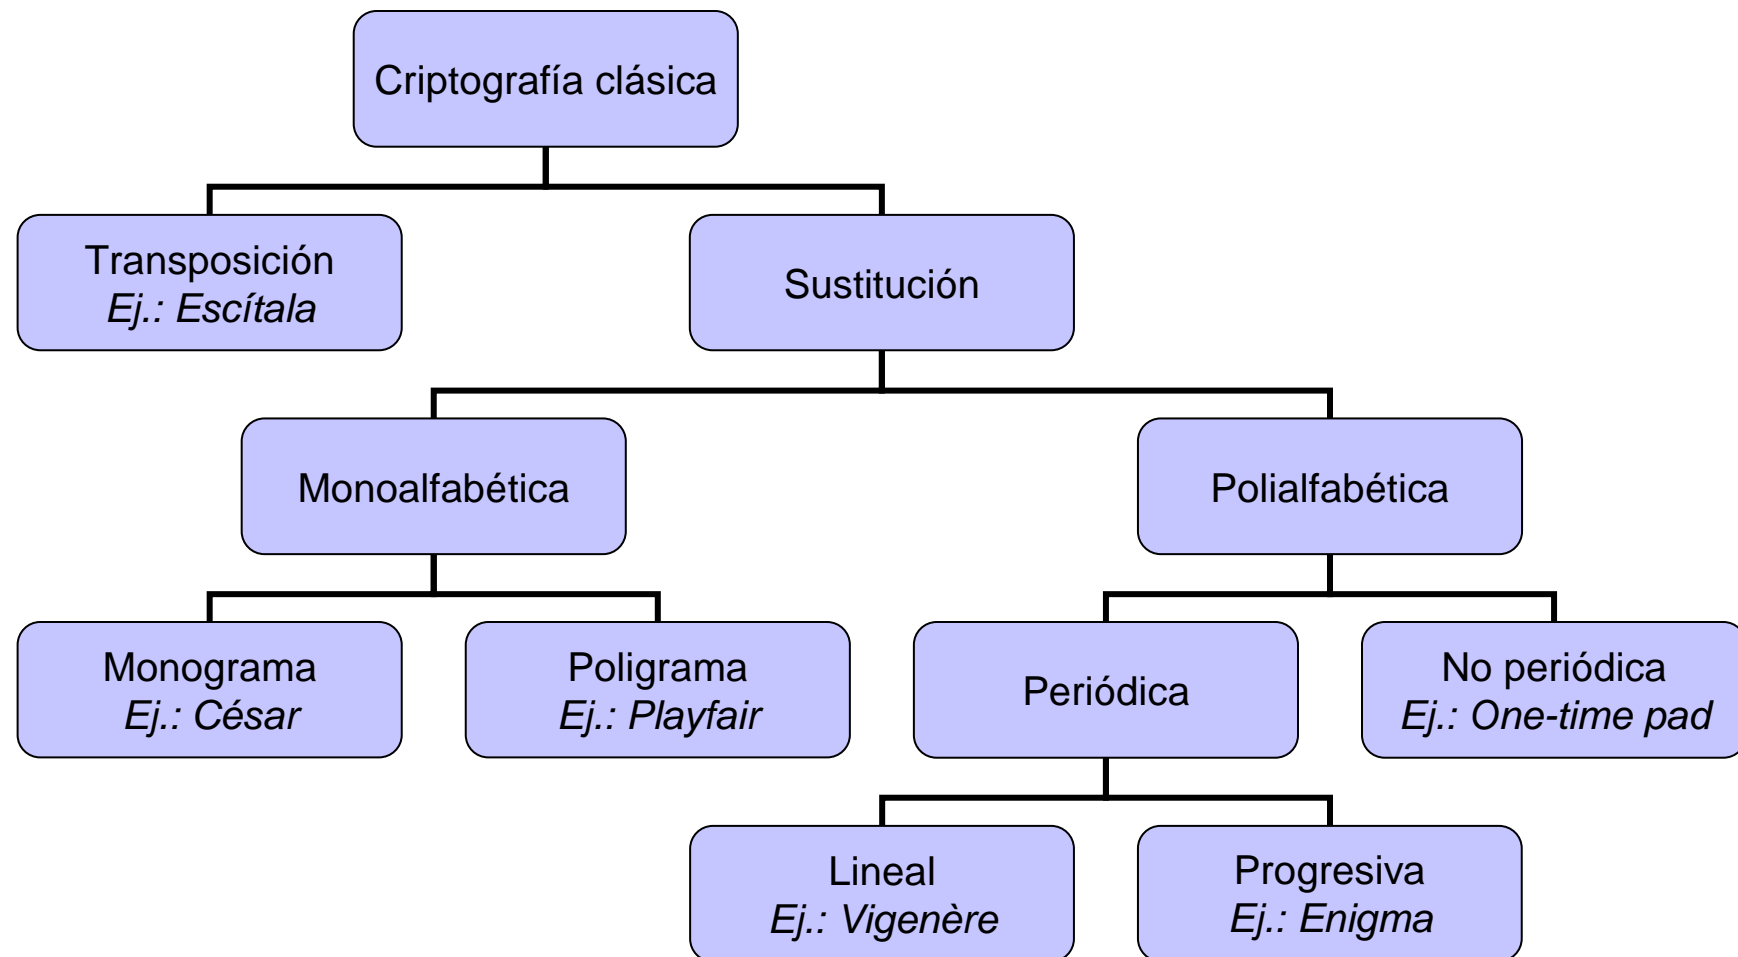 Criptografía clásica
Transposición
Ej.: Escítala
Sustitución
Monoalfabética
Polialfabética
Monograma
Ej.: César
Poligrama
Ej.: Playfair
Periódica
No periódica
Ej.: One-time pad
Lineal
Ej.: Vigenère
Progresiva
Ej.: Enigma